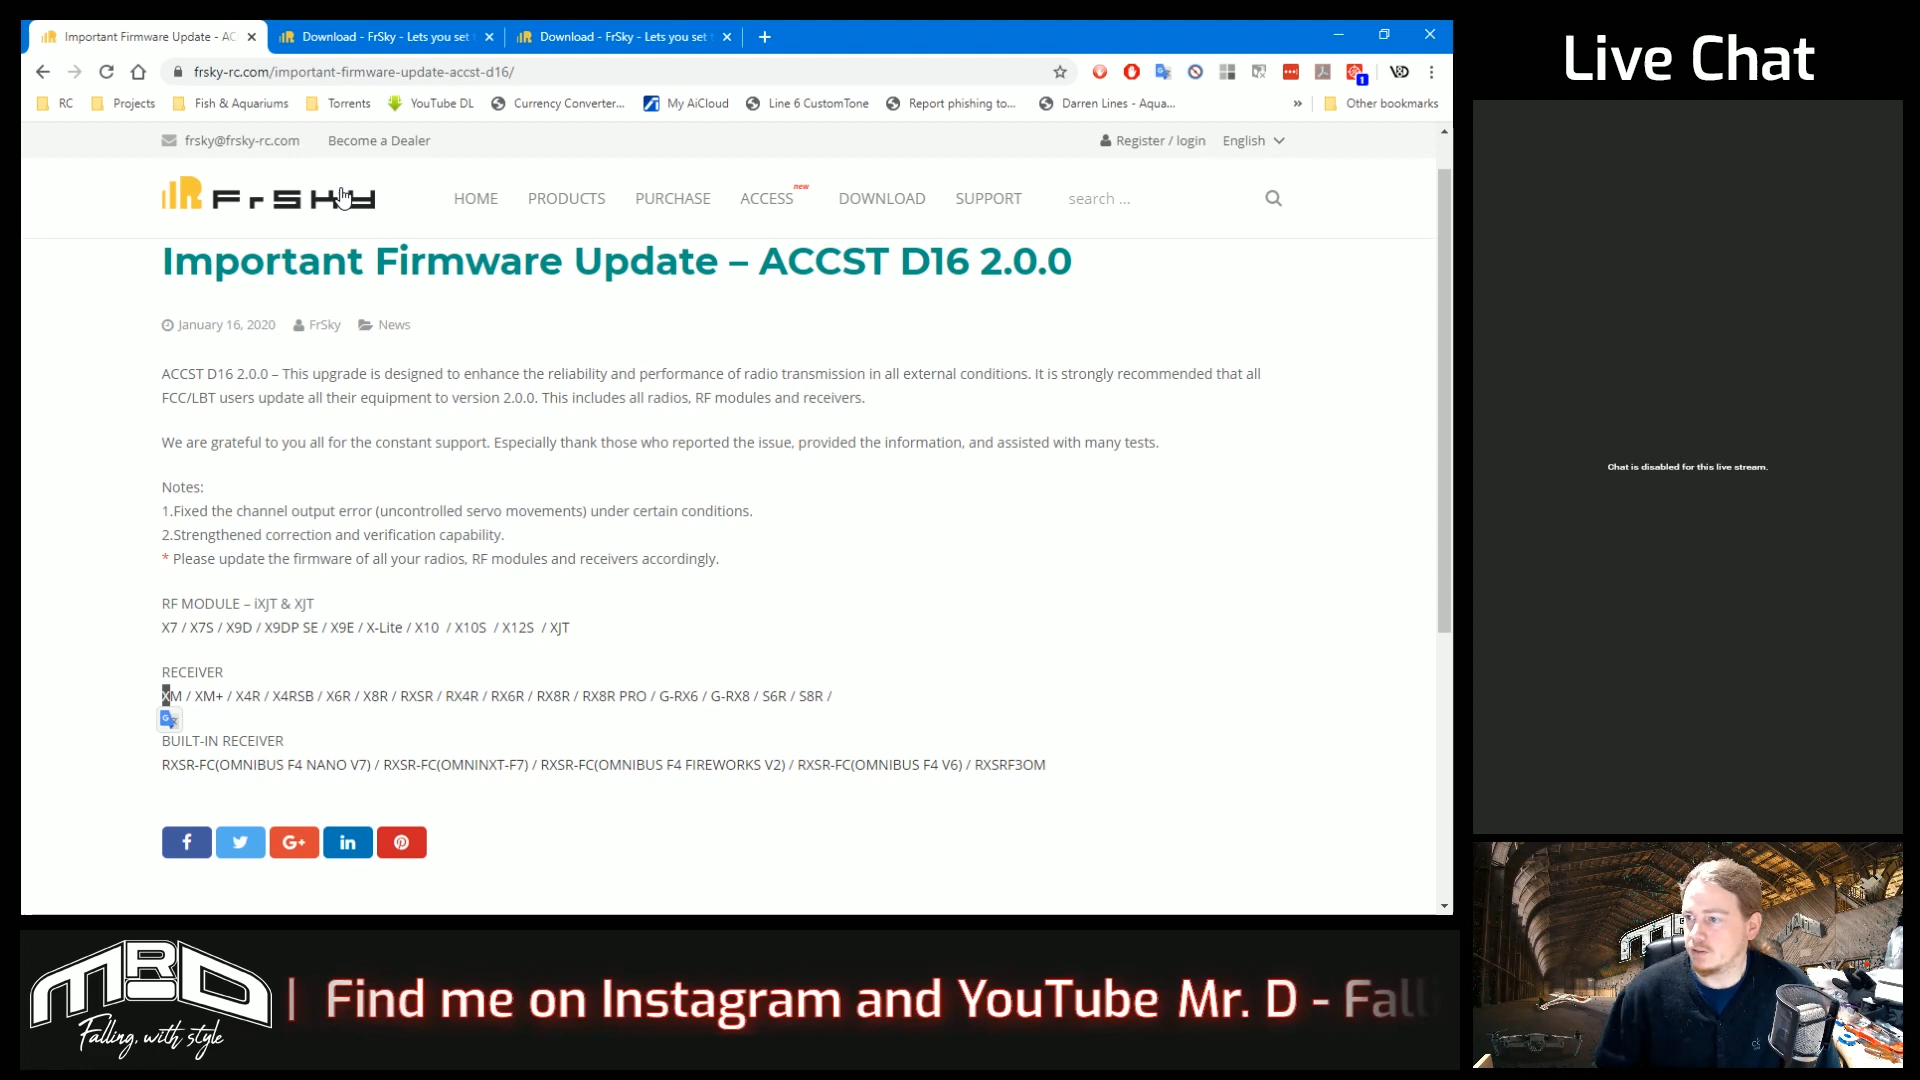 Important Firmware Update - AC
Download - FrSky - Lets you set
Download - FrSky - Lets you set
frsky-rc.com/important-firmware-update-accst-d16/
RC
Projects
Fish & Aquariums
Torrents
YouTube DL
Currency Converter...
My AiCloud
Line 6 CustomTone
Report phishing to...
Darren Lines - Aqua...
»
Other bookmarks
frsky@frsky-rc.com
Become a Dealer
Register / login
English
FrSKY
HOME
PRODUCTS
PURCHASE
ACCESS new
DOWNLOAD
SUPPORT
search ...
Important Firmware Update – ACCST D16 2.0.0
January 16, 2020
FrSky
News
ACCST D16 2.0.0 – This upgrade is designed to enhance the reliability and performance of radio transmission in all external conditions. It is strongly recommended that all
FCC/LBT users update all their equipment to version 2.0.0. This includes all radios, RF modules and receivers.
We are grateful to you all for the constant support. Especially thank those who reported the issue, provided the information, and assisted with many tests.
Notes:
1.Fixed the channel output error (uncontrolled servo movements) under certain conditions.
2.Strengthened correction and verification capability.
* Please update the firmware of all your radios, RF modules and receivers accordingly.
RF MODULE – iXJT & XJT
X7 / X7S / X9D / X9DP SE / X9E / X-Lite / X10 / X10S / X12S / XJT
RECEIVER
XM / XM+ / X4R / X4RSB / X6R / X8R / RXSR / RX4R / RX6R / RX8R / RX8R PRO / G-RX6 / G-RX8 / S6R / S8R /
BUILT-IN RECEIVER
RXSR-FC(OMNIBUS F4 NANO V7) / RXSR-FC(OMNINXT-F7) / RXSR-FC(OMNIBUS F4 FIREWORKS V2) / RXSR-FC(OMNIBUS F4 V6) / RXSRF3OM
f
G+
in
Live Chat
Chat is disabled for this live stream.
MRD
Falling, with style
| Find me on Instagram and YouTube Mr. D - Fall